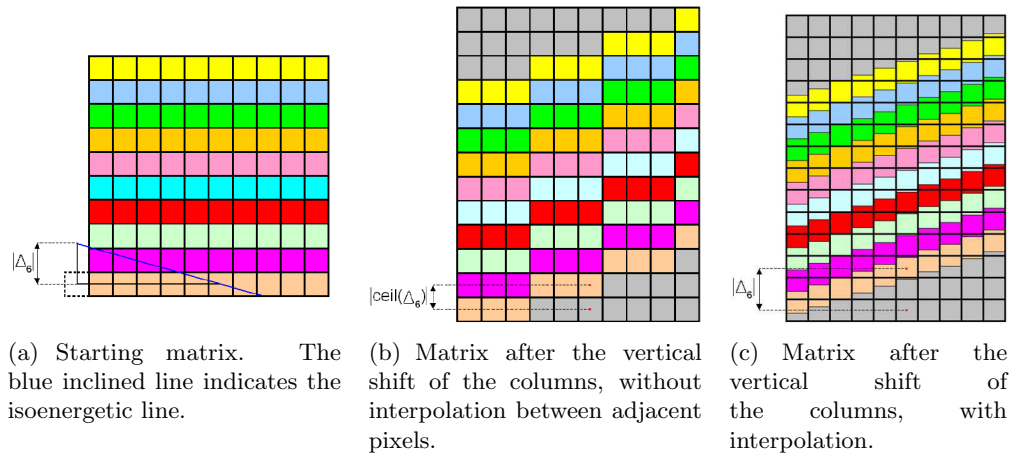 |Δ₆|
|ceil(Δ₆)|
|Δ₆|
(a) Starting matrix. The
blue inclined line indicates the
isoenergetic line.
(b) Matrix after the vertical
shift of the columns, without
interpolation between adjacent
pixels.
(c) Matrix after the
vertical shift of
the columns, with
interpolation.